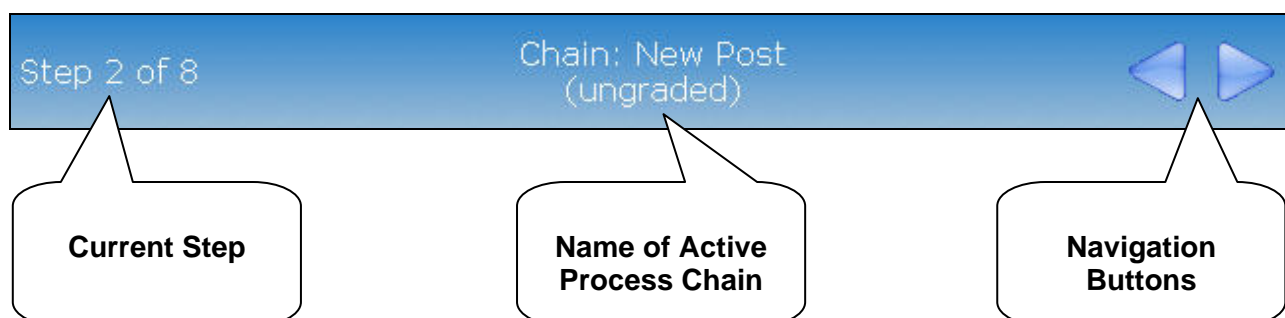 Step 2 of 8
Chain: New Post
(ungraded)
Current Step
Name of Active
Process Chain
Navigation
Buttons